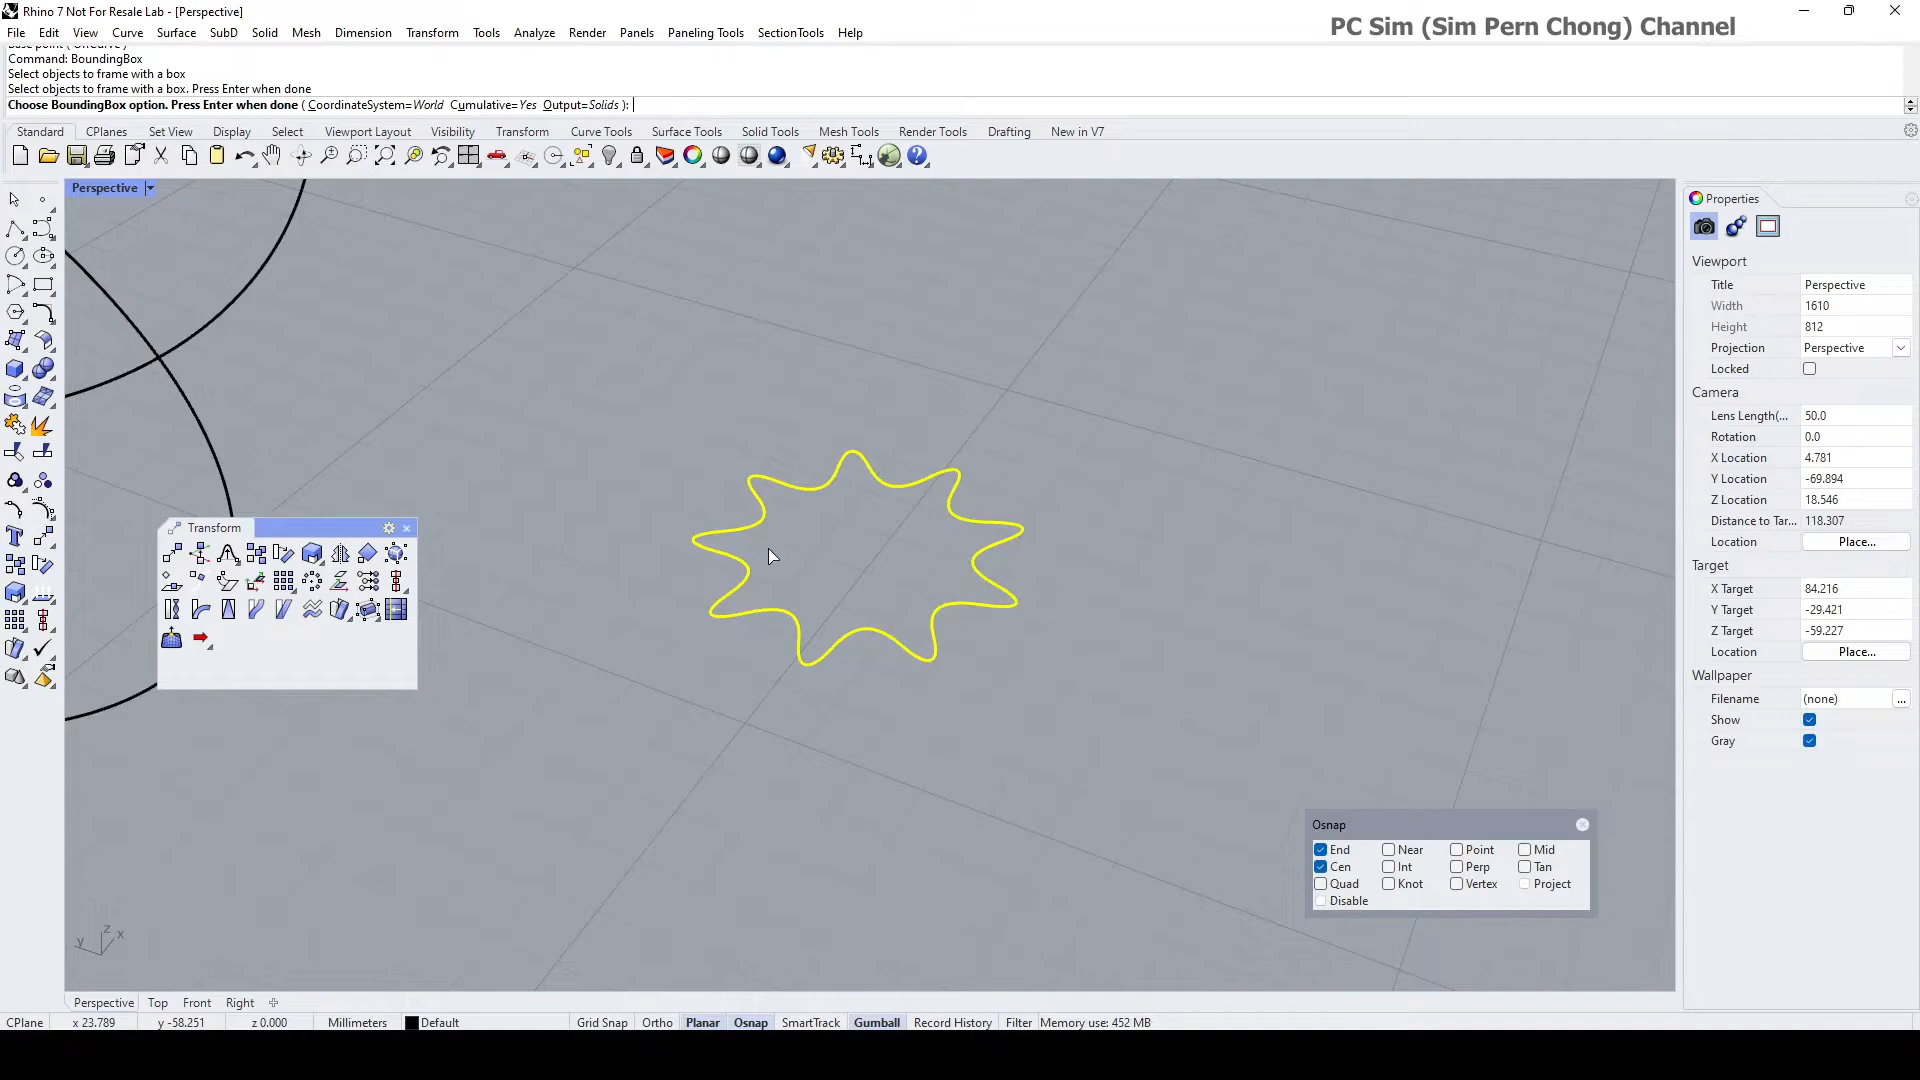 Rhino 7 Not For Resale Lab - [Perspective]
PC Sim (Sim Pern Chong) Channel
File Edit View Curve Surface SubD Solid Mesh Dimension Transform Tools Analyze Render Panels Paneling Tools SectionTools Help
Command: BoundingBox
Select objects to frame with a box
Select objects to frame with a box. Press Enter when done
Choose BoundingBox option. Press Enter when done ( CoordinateSystem=World Cumulative=Yes Output=Solids ):
Standard CPlanes Set View Display Select Viewport Layout Visibility Transform Curve Tools Surface Tools Solid Tools Mesh Tools Render Tools Drafting New in V7
Perspective
Transform
Properties
Viewport
Title Perspective
Width 1610
Height 812
Projection Perspective
Locked
Camera
Lens Length(...  50.0
Rotation 0.0
X Location 4.781
Y Location -69.894
Z Location 18.546
Distance to Tar... 118.307
Location Place...
Target
X Target 84.216
Y Target -29.421
Z Target -59.227
Location Place...
Wallpaper
Filename (none) ...
Show
Gray
Osnap
End Near Point Mid
Cen Int Perp Tan
Quad Knot Vertex Project
Disable
z
y x
Perspective Top Front Right
CPlane x 23.789 y -58.251 z 0.000 Millimeters Default Grid Snap Ortho Planar Osnap SmartTrack Gumball Record History Filter Memory use: 452 MB